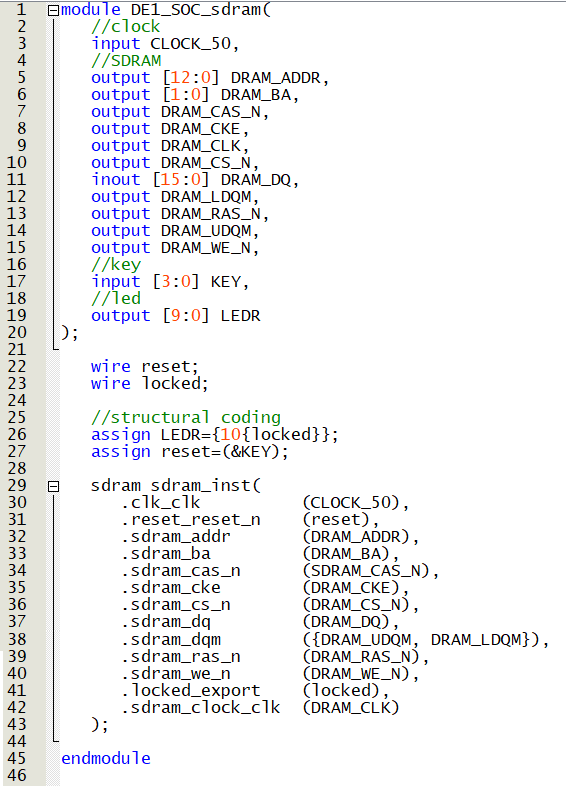 1 module DE1_SOC_sdram(
2 //clock
3 input CLOCK_50,
4 //SDRAM
5 output [12:0] DRAM_ADDR,
6 output [1:0] DRAM_BA,
7 output DRAM_CAS_N,
8 output DRAM_CKE,
9 output DRAM_CLK,
10 output DRAM_CS_N,
11 inout [15:0] DRAM_DQ,
12 output DRAM_LDQM,
13 output DRAM_RAS_N,
14 output DRAM_UDQM,
15 output DRAM_WE_N,
16 //key
17 input [3:0] KEY,
18 //led
19 output [9:0] LEDR
20 );
21
22 wire reset;
23 wire locked;
24
25 //structural coding
26 assign LEDR={10{locked}};
27 assign reset=(&KEY);
28
29 sdram sdram_inst(
30 .clk_clk (CLOCK_50),
31 .reset_reset_n (reset),
32 .sdram_addr (DRAM_ADDR),
33 .sdram_ba (DRAM_BA),
34 .sdram_cas_n (SDRAM_CAS_N),
35 .sdram_cke (DRAM_CKE),
36 .sdram_cs_n (DRAM_CS_N),
37 .sdram_dq (DRAM_DQ),
38 .sdram_dqm ({DRAM_UDQM, DRAM_LDQM}),
39 .sdram_ras_n (DRAM_RAS_N),
40 .sdram_we_n (DRAM_WE_N),
41 .locked_export (locked),
42 .sdram_clock_clk (DRAM_CLK)
43 );
44
45 endmodule
46